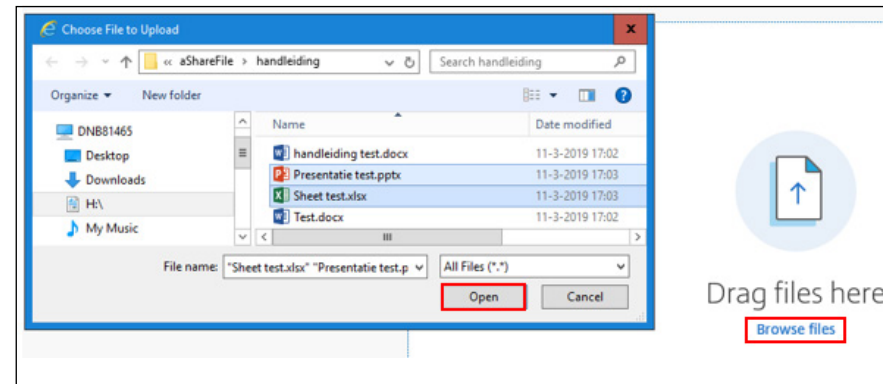 Choose File to Upload
« aShareFile > handleiding
Search handleiding
Organize
New folder
DNB81465
Desktop
Downloads
H:\
My Music
Name
Date modified
handleiding test.docx
11-3-2019 17:02
Presentatie test.pptx
11-3-2019 17:03
Sheet test.xlsx
11-3-2019 17:03
Test.docx
11-3-2019 17:02
File name:
"Sheet test.xlsx" "Presentatie test.p
All Files (*.*)
Open
Cancel
Drag files here
Browse files